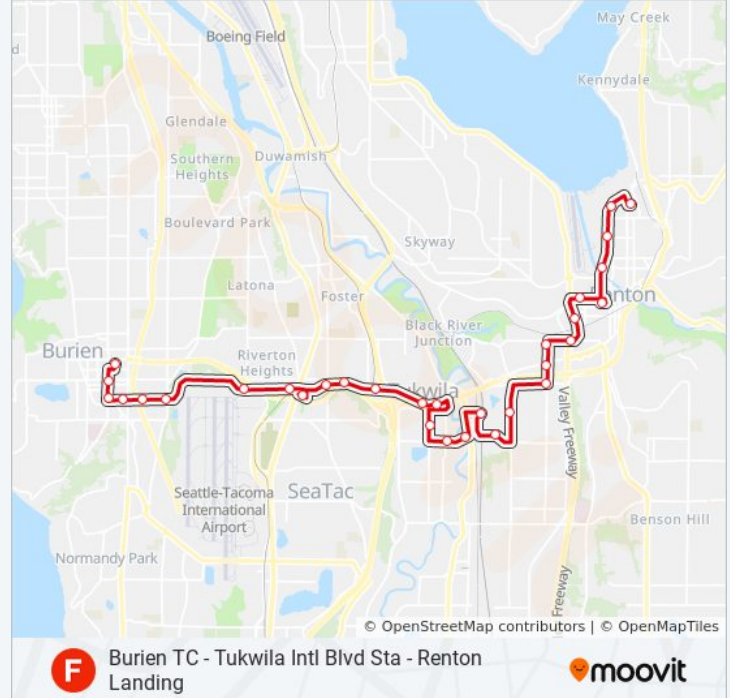 May Creek
Boeing Field
Kennydale
Glendale
Southern
Heights
Duwamish
Boulevard Park
Skyway
Latona
Foster
Burien
Black River
Junction
Riverton
Heights
Tukwila
Valley Freeway
Seattle-Tacoma
International
Airport
SeaTac
Benson Hill
Normandy Park
Freeway
© OpenStreetMap contributors | © OpenMapTiles
F
Burien TC - Tukwila Intl Blvd Sta - Renton
Landing
moovit